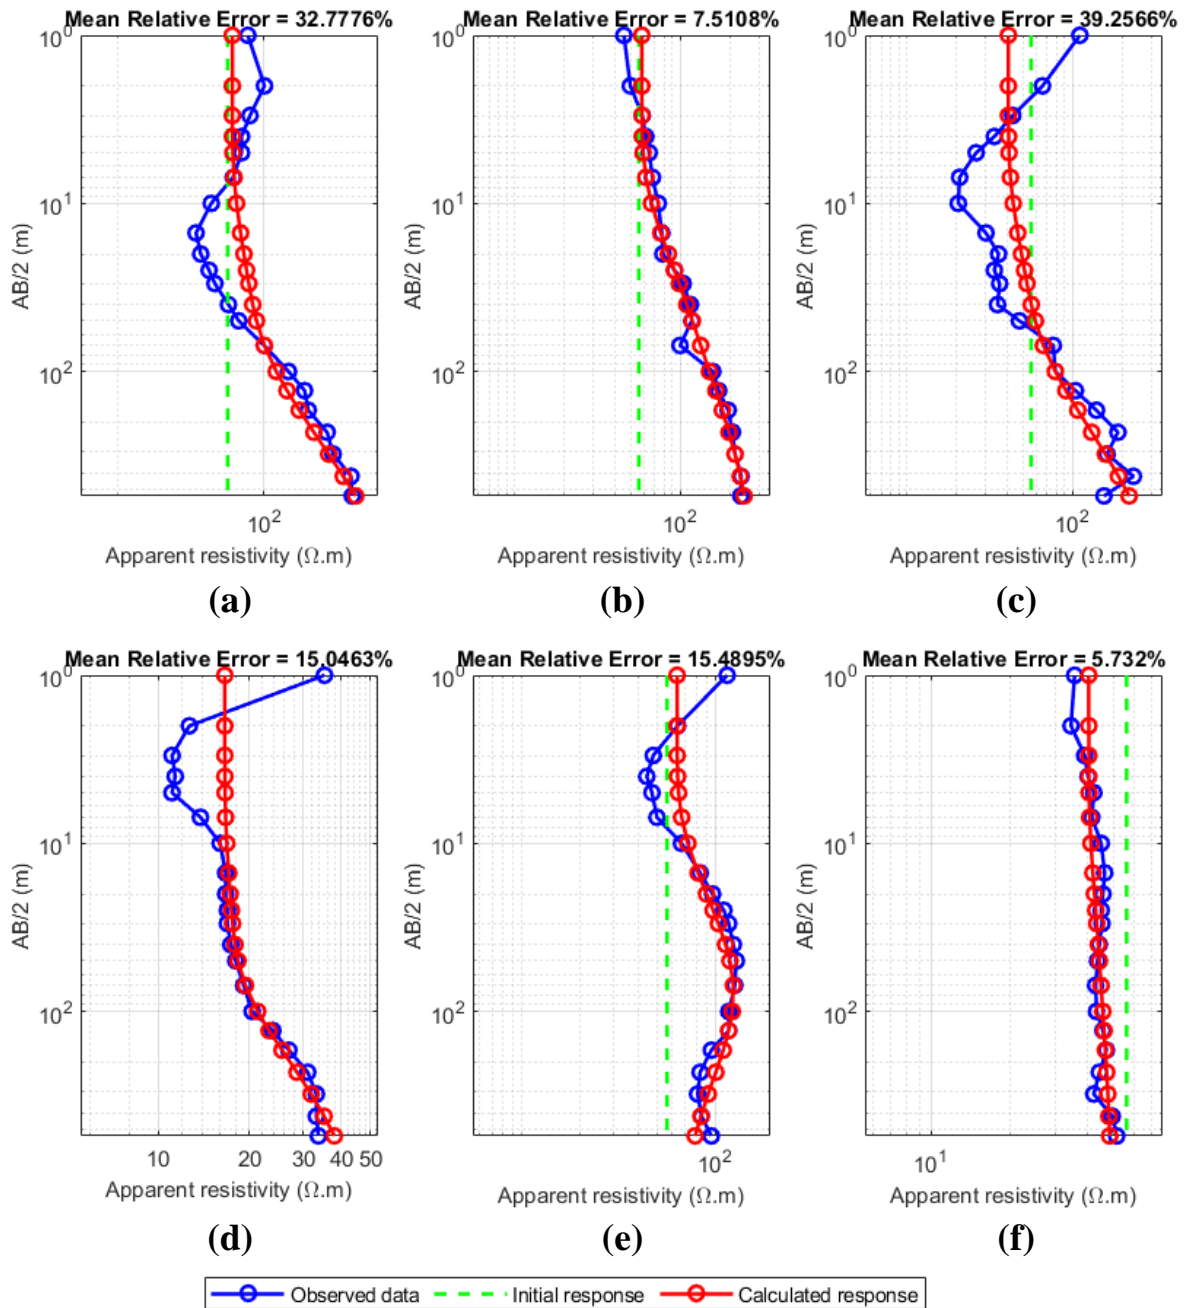 Mean Relative Error = 32.7776%
10^0
10^1
10^2
AB/2 (m)
10^2
Apparent resistivity (Ω.m)
(a)
Mean Relative Error = 7.5108%
10^0
10^1
10^2
AB/2 (m)
10^2
Apparent resistivity (Ω.m)
(b)
Mean Relative Error = 39.2566%
10^0
10^1
10^2
AB/2 (m)
10^2
Apparent resistivity (Ω.m)
(c)
Mean Relative Error = 15.0463%
10^0
10^1
10^2
AB/2 (m)
10 20 30 40 50
Apparent resistivity (Ω.m)
(d)
Mean Relative Error = 15.4895%
10^0
10^1
10^2
AB/2 (m)
10^2
Apparent resistivity (Ω.m)
(e)
Mean Relative Error = 5.732%
10^0
10^1
10^2
AB/2 (m)
10^1
Apparent resistivity (Ω.m)
(f)
Observed data Initial response Calculated response